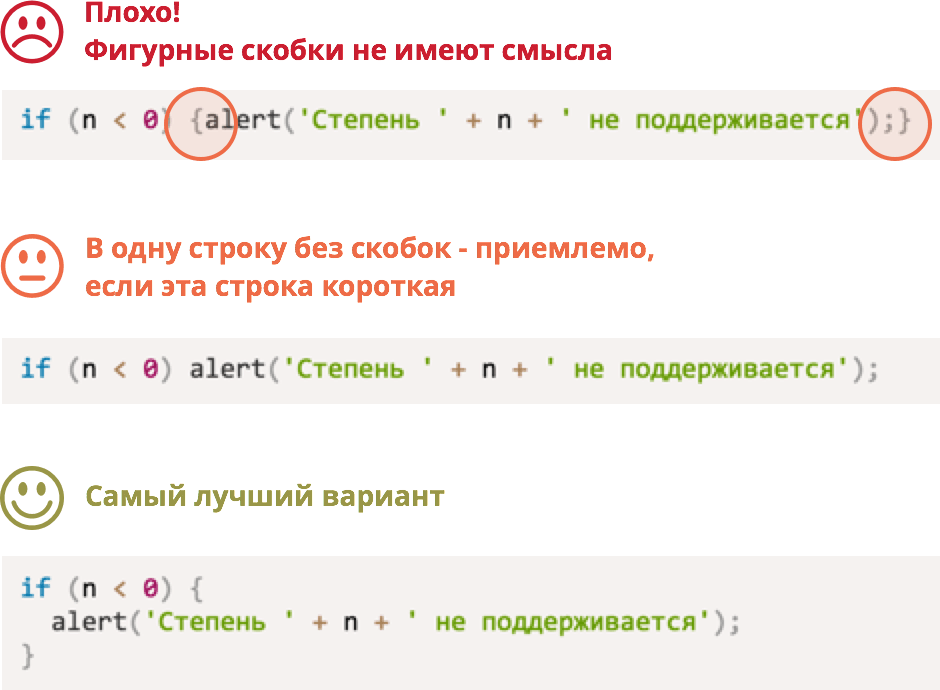 Плохо!
Фигурные скобки не имеют смысла
if (n < 0) {alert('Степень ' + n + ' не поддерживается');}
В одну строку без скобок - приемлемо,
если эта строка короткая
if (n < 0) alert('Степень ' + n + ' не поддерживается');
Самый лучший вариант
if (n < 0) {
  alert('Степень ' + n + ' не поддерживается');
}